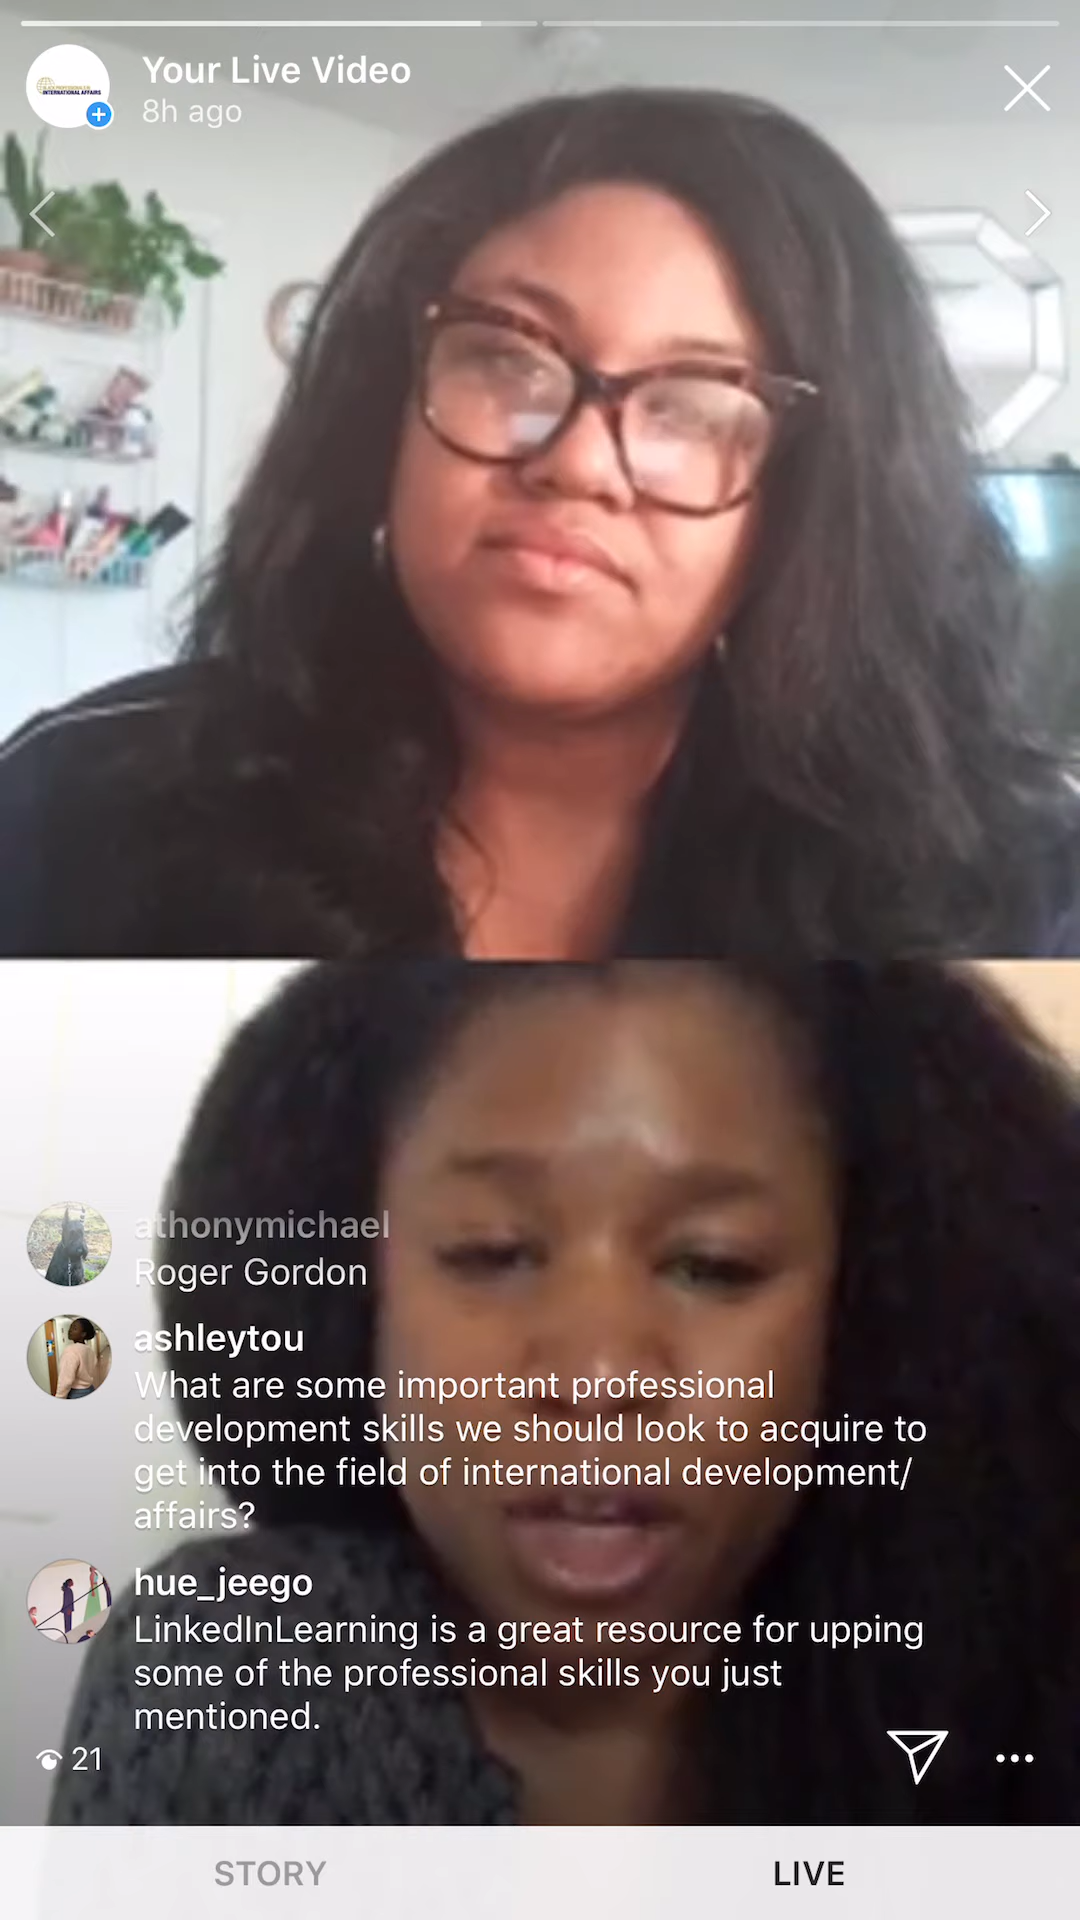 Your Live Video
8h ago
INTERNATIONAL AFFAIRS
athonymichael
Roger Gordon
ashleytou
What are some important professional
development skills we should look to acquire to
get into the field of international development/
affairs?
hue_jeego
LinkedInLearning is a great resource for upping
some of the professional skills you just
mentioned.
21
STORY
LIVE